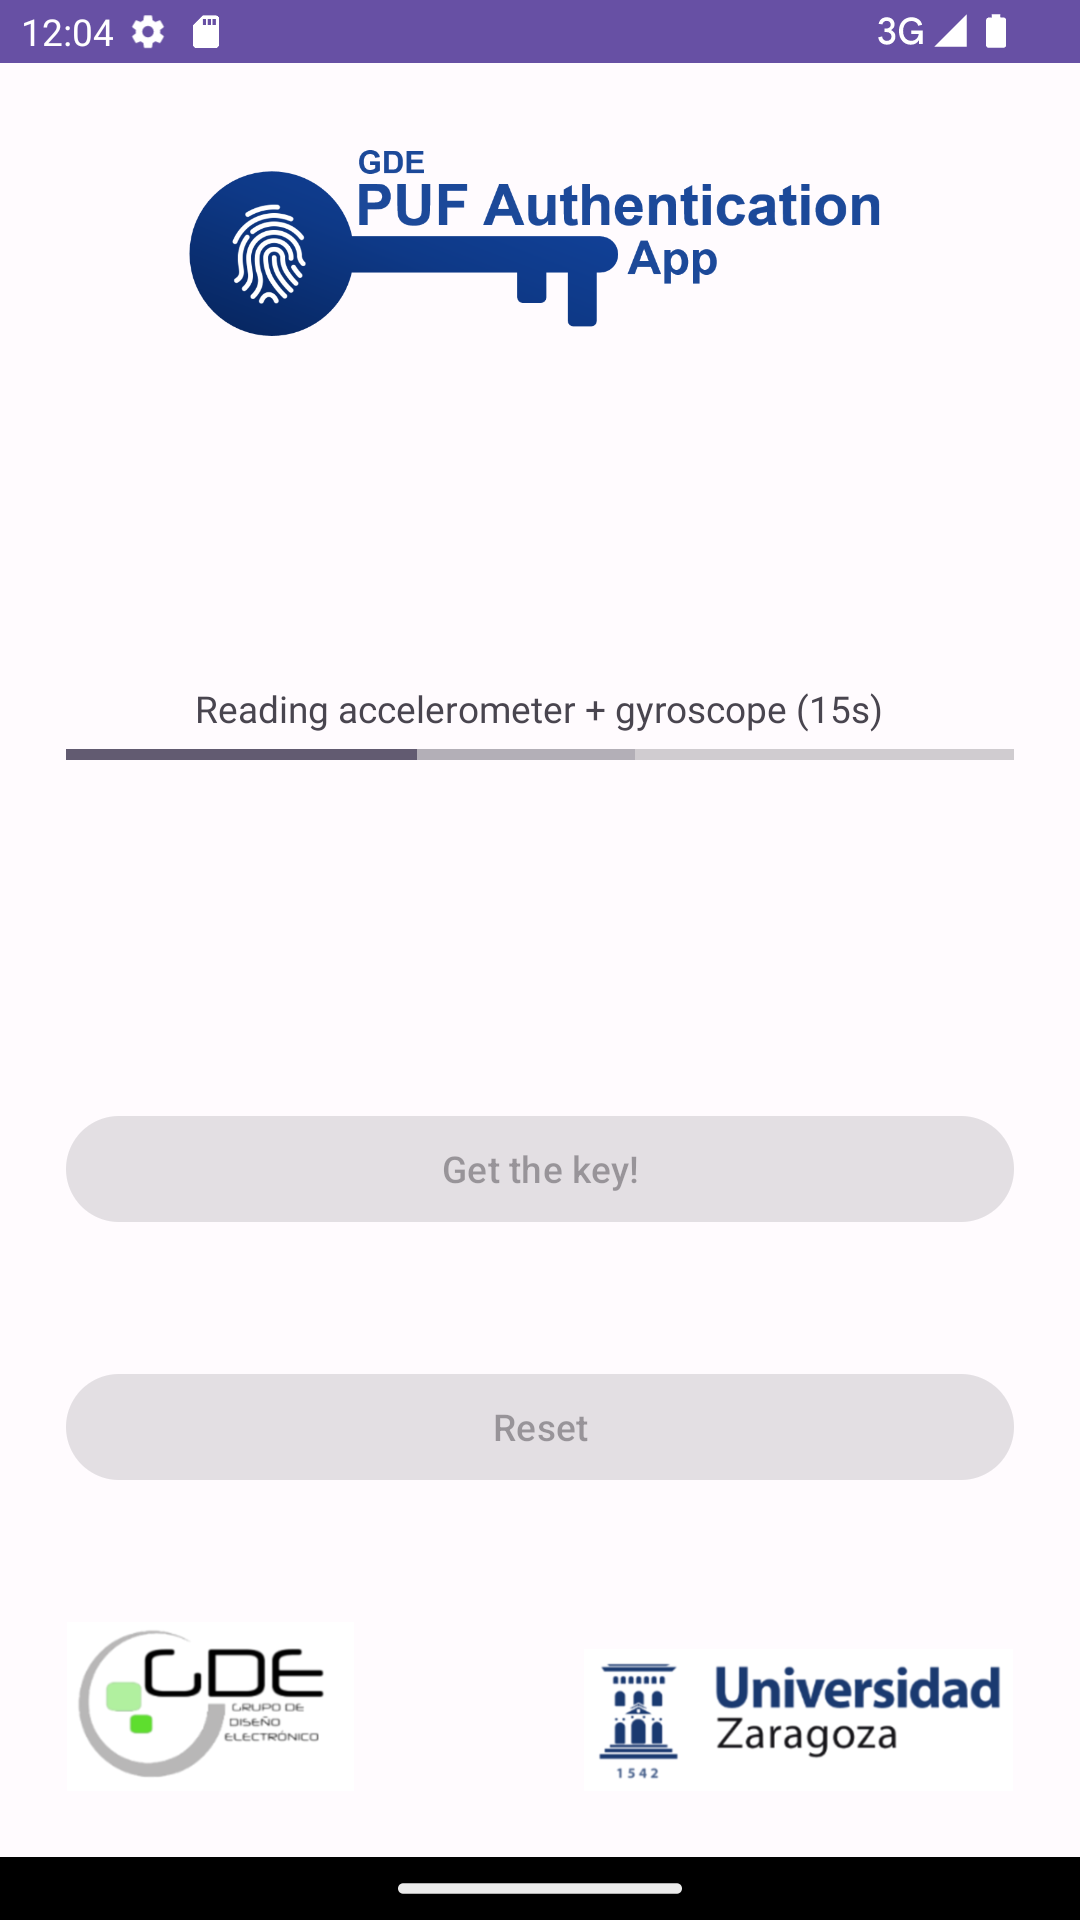 12:04
3G
GDE
PUF Authentication
App
Reading accelerometer + gyroscope (15s)
Get the key!
Reset
GDE
GRUPO DE
DISEÑO
ELECTRÓNICO
Universidad
Zaragoza
1542